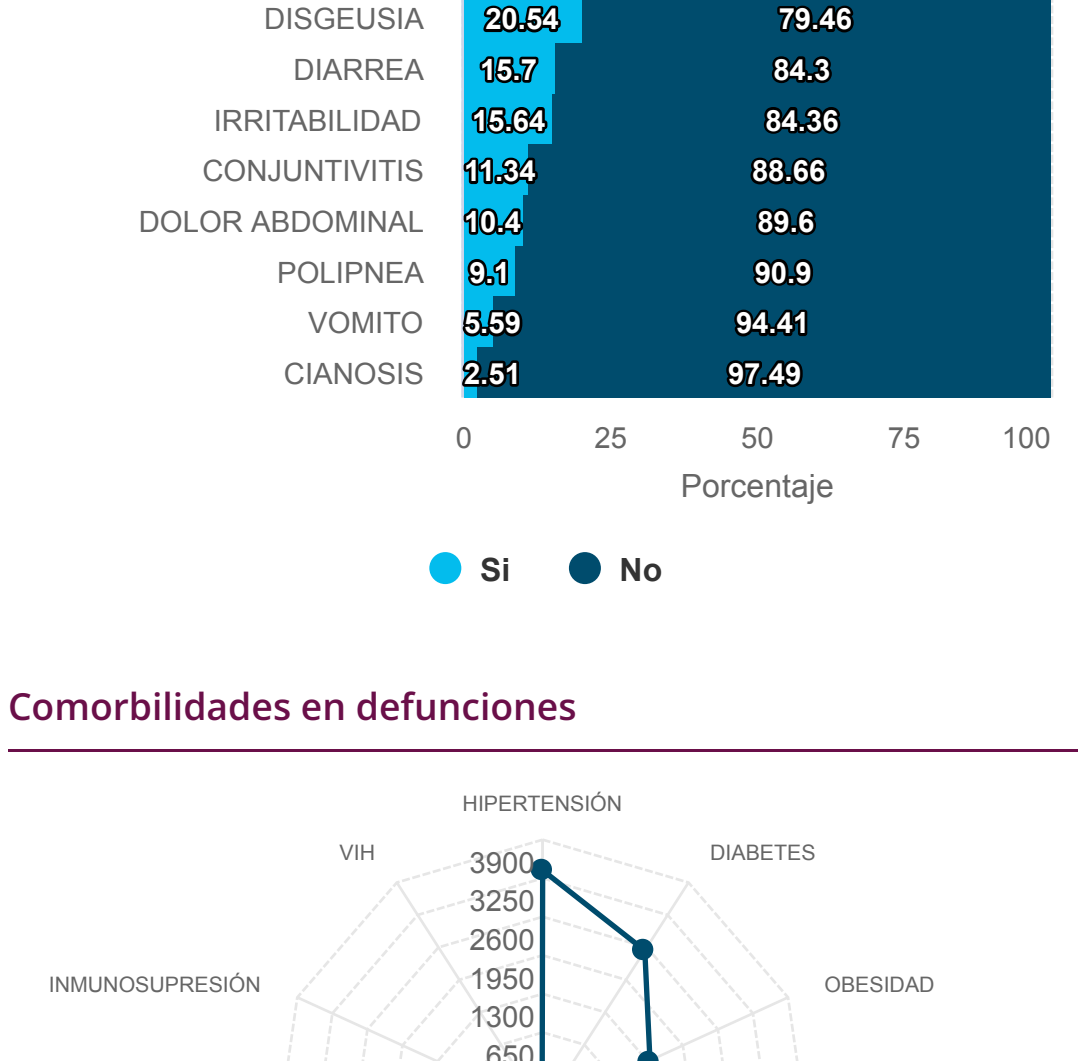 DISGEUSIA 20.54 79.46
DIARREA 15.7 84.3
IRRITABILIDAD 15.64 84.36
CONJUNTIVITIS 11.34 88.66
DOLOR ABDOMINAL 10.4 89.6
POLIPNEA 9.1 90.9
VOMITO 5.59 94.41
CIANOSIS 2.51 97.49
0 25 50 75 100
Porcentaje
Si No
Comorbilidades en defunciones
HIPERTENSIÓN
VIH DIABETES
3900
3250
2600
1950
INMUNOSUPRESIÓN OBESIDAD
1300
650